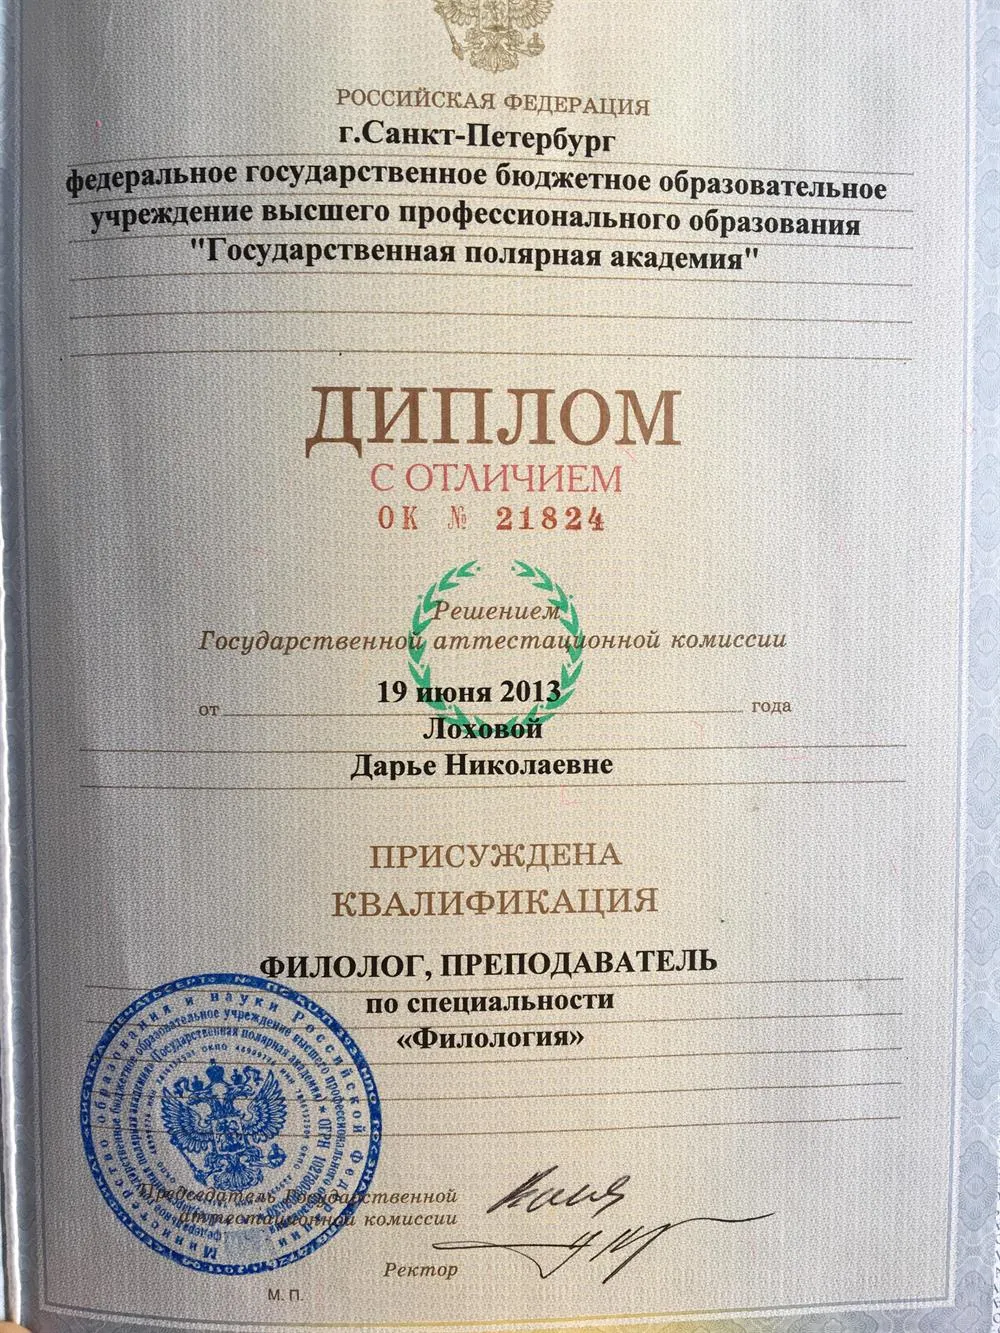 РОССИЙСКАЯ ФЕДЕРАЦИЯ
г.Санкт-Петербург
федеральное государственное бюджетное образовательное
учреждение высшего профессионального образования
"Государственная полярная академия"
ДИПЛОМ
С ОТЛИЧИЕМ
ОК № 21824
Решением
Государственной аттестационной комиссии
от 19 июня 2013 года
Лоховой
Дарье Николаевне
ПРИСУЖДЕНА
КВАЛИФИКАЦИЯ
ФИЛОЛОГ, ПРЕПОДАВАТЕЛЬ
по специальности
«Филология»
Председатель Государственной
аттестационной комиссии
Ректор
М. П.